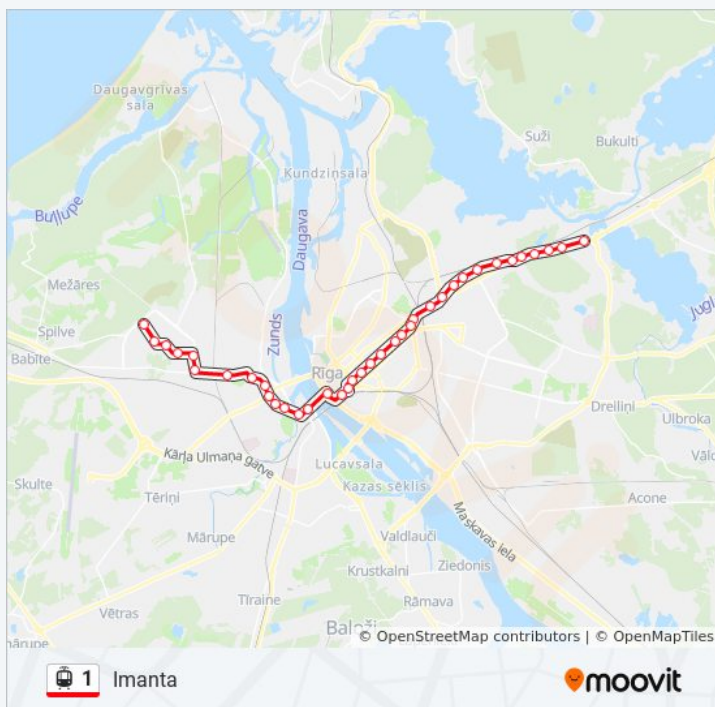 Daugavgrīvas
sala
Suži
Bukulti
Kundziņsala
Buļļupe
Daugava
Mežāres
Zunds
Spilve
Babīte
Rīga
Jugl
Dreiliņi
Ulbroka
Kārļa Ulmaņa gatve
Lucavsala
Skulte
Kazas sēklis
Tēriņi
Acone
Mārupe
Valdlauči
Maskavas iela
Krustkalni
Ziedonis
Vētras
Tīraine
Rāmava
Baloži
© OpenStreetMap contributors | © OpenMapTiles
1 Imanta
moovit